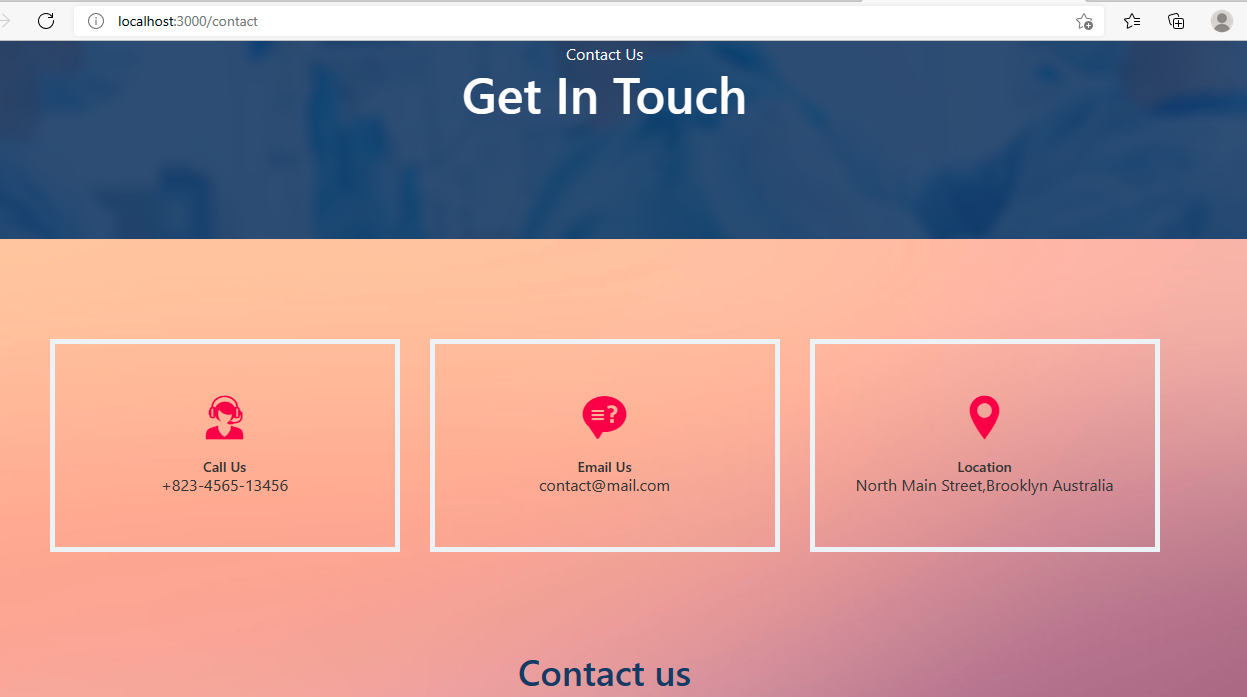 localhost:3000/contact
Contact Us
Get In Touch
Call Us
+823-4565-13456
Email Us
contact@mail.com
Location
North Main Street,Brooklyn Australia
Contact us